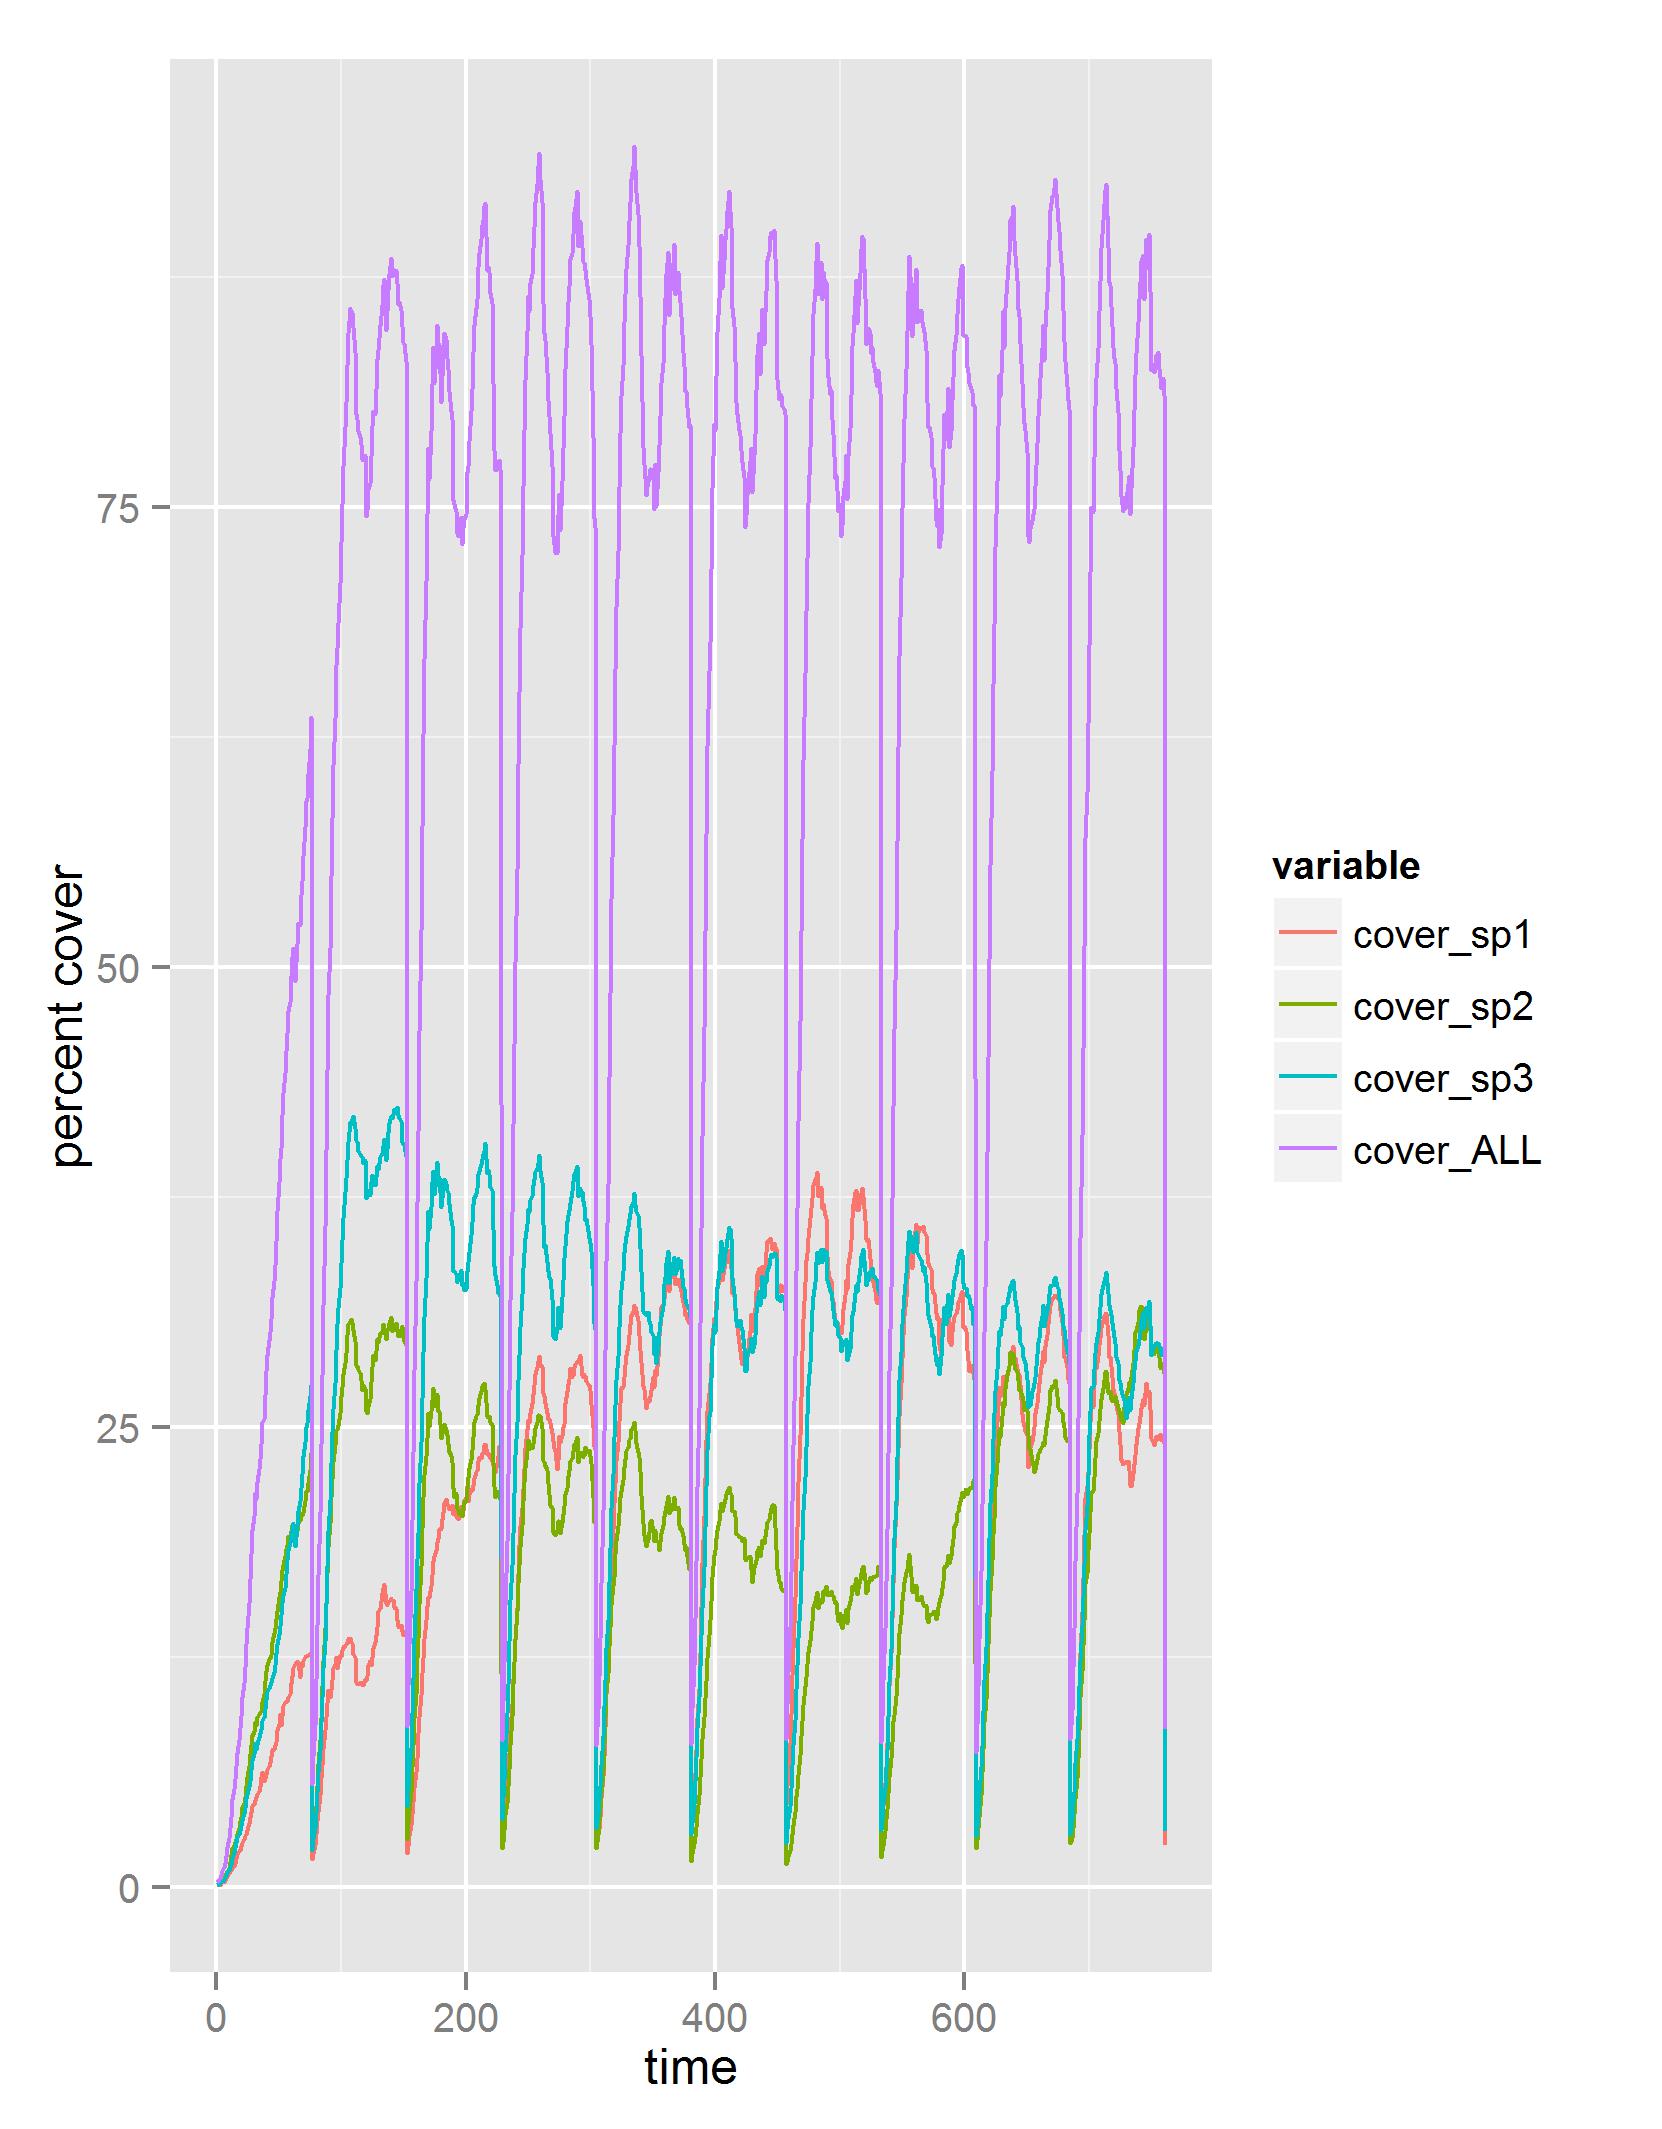 percent cover
75
50
25
0
0 200 400 600
time
variable
cover_sp1
cover_sp2
cover_sp3
cover_ALL